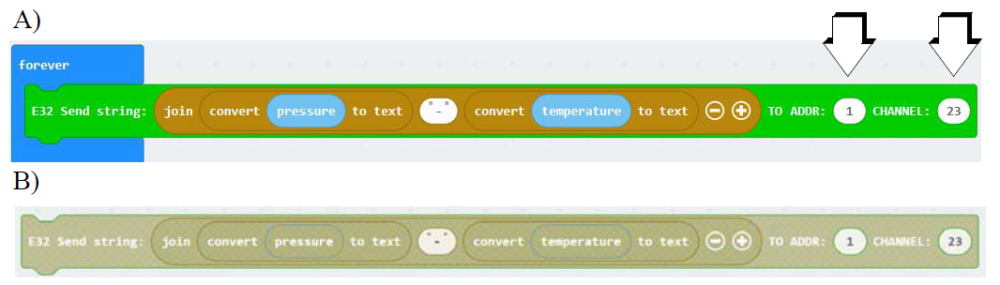 A)
forever
E32 Send string: join convert pressure to text "-" convert temperature to text - + TO ADDR: 1 CHANNEL: 23
B)
E32 Send string: join convert pressure to text "-" convert temperature to text - + TO ADDR: 1 CHANNEL: 23